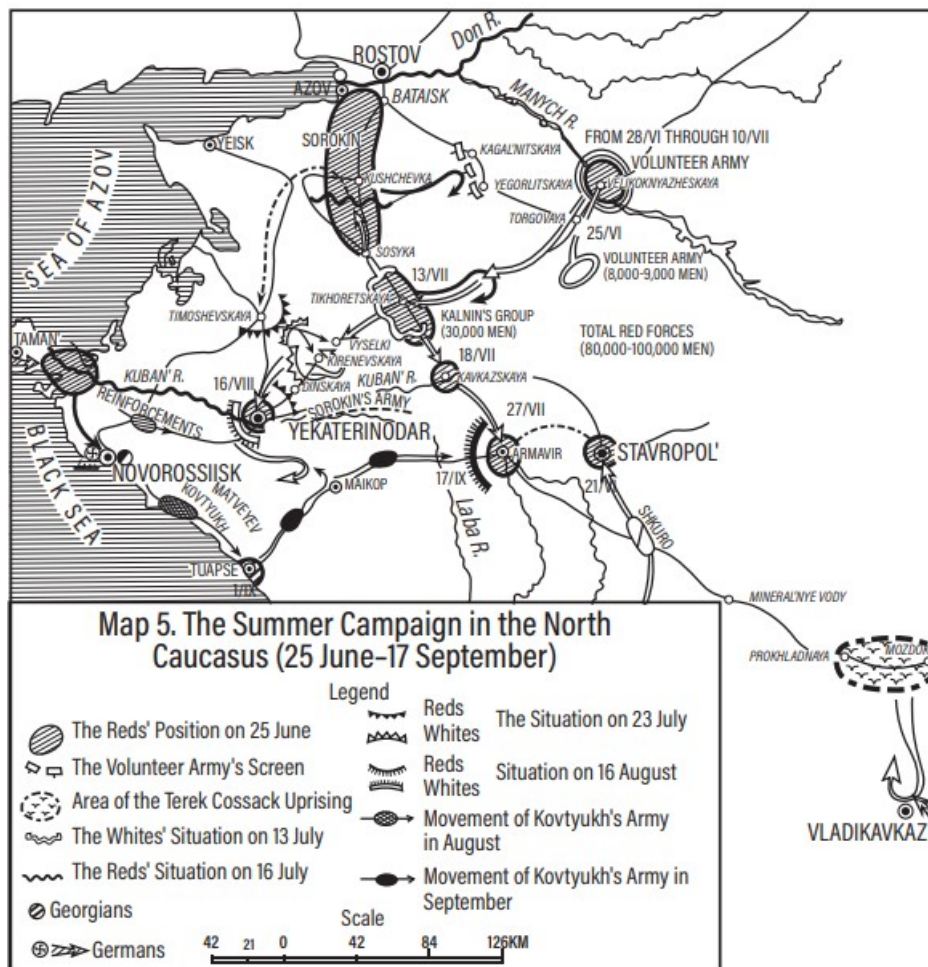 ROSTOV
Don R.
AZOV
BATAISK
MANYCH R.
SOROKIN
FROM 28/VI THROUGH 10/VII
VOLUNTEER ARMY
YEISK
KAGAL'NITSKAYA
KUSHCHEVKA
YEGORLITSKAYA
VELIKOKNYAZHESKAYA
TORGOVAYA
25/VI
SEA OF AZOV
SOSYKA
VOLUNTEER ARMY
(8,000-9,000 MEN)
13/VII
TIKHORETSKAYA
KALNIN'S GROUP
(30,000 MEN)
TOTAL RED FORCES
(80,000-100,000 MEN)
TIMOSHEVSKAYA
TAMAN'
VYSELKI
KIRENEVSKAYA
18/VII
KUBAN' R.
16/VIII
DINSKAYA
KUBAN' R.
KAVKAZSKAYA
REINFORCEMENTS
SOROKIN'S ARMY
27/VII
YEKATERINODAR
BLACK SEA
NOVOROSSIISK
ARMAVIR
STAVROPOL'
MAIKOP
17/IX
MATVEYEV
KOVTYUKH
Laba R.
SHKURO
TUAPSE
1/IX
MINERAL'NYE VODY
PROKHLADNAYA
MOZDOK
VLADIKAVKAZ
Map 5. The Summer Campaign in the North
Caucasus (25 June–17 September)
Legend
The Reds' Position on 25 June
The Volunteer Army's Screen
Area of the Terek Cossack Uprising
The Whites' Situation on 13 July
The Reds' Situation on 16 July
Georgians
Germans
Reds
Whites
The Situation on 23 July
Reds
Whites
Situation on 16 August
Movement of Kovtyukh's Army
in August
Movement of Kovtyukh's Army in
September
Scale
42 21 0 42 84 126KM